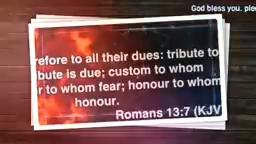 God bless you. ple
refore to all their dues: tribute to
ibute is due; custom to whom
r to whom fear; honour to whom
honour.
Romans 13:7 (KJV